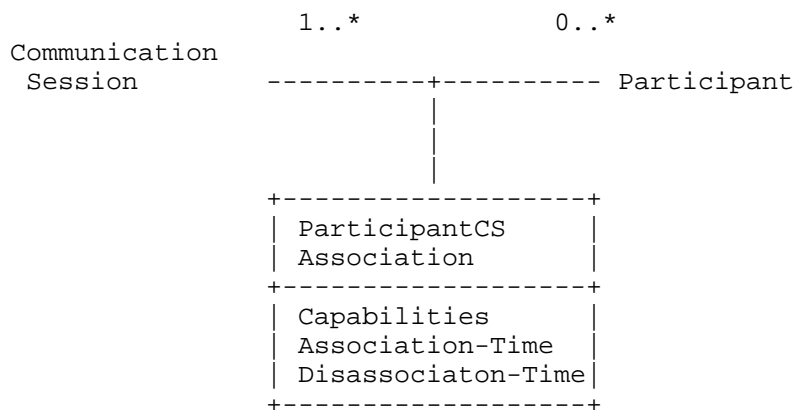 1..* 0..*
Communication
Session ----------+---------- Participant
|
|
|
+-------------------+
| ParticipantCS |
| Association |
+-------------------+
| Capabilities |
| Association-Time |
| Disassociaton-Time|
+-------------------+